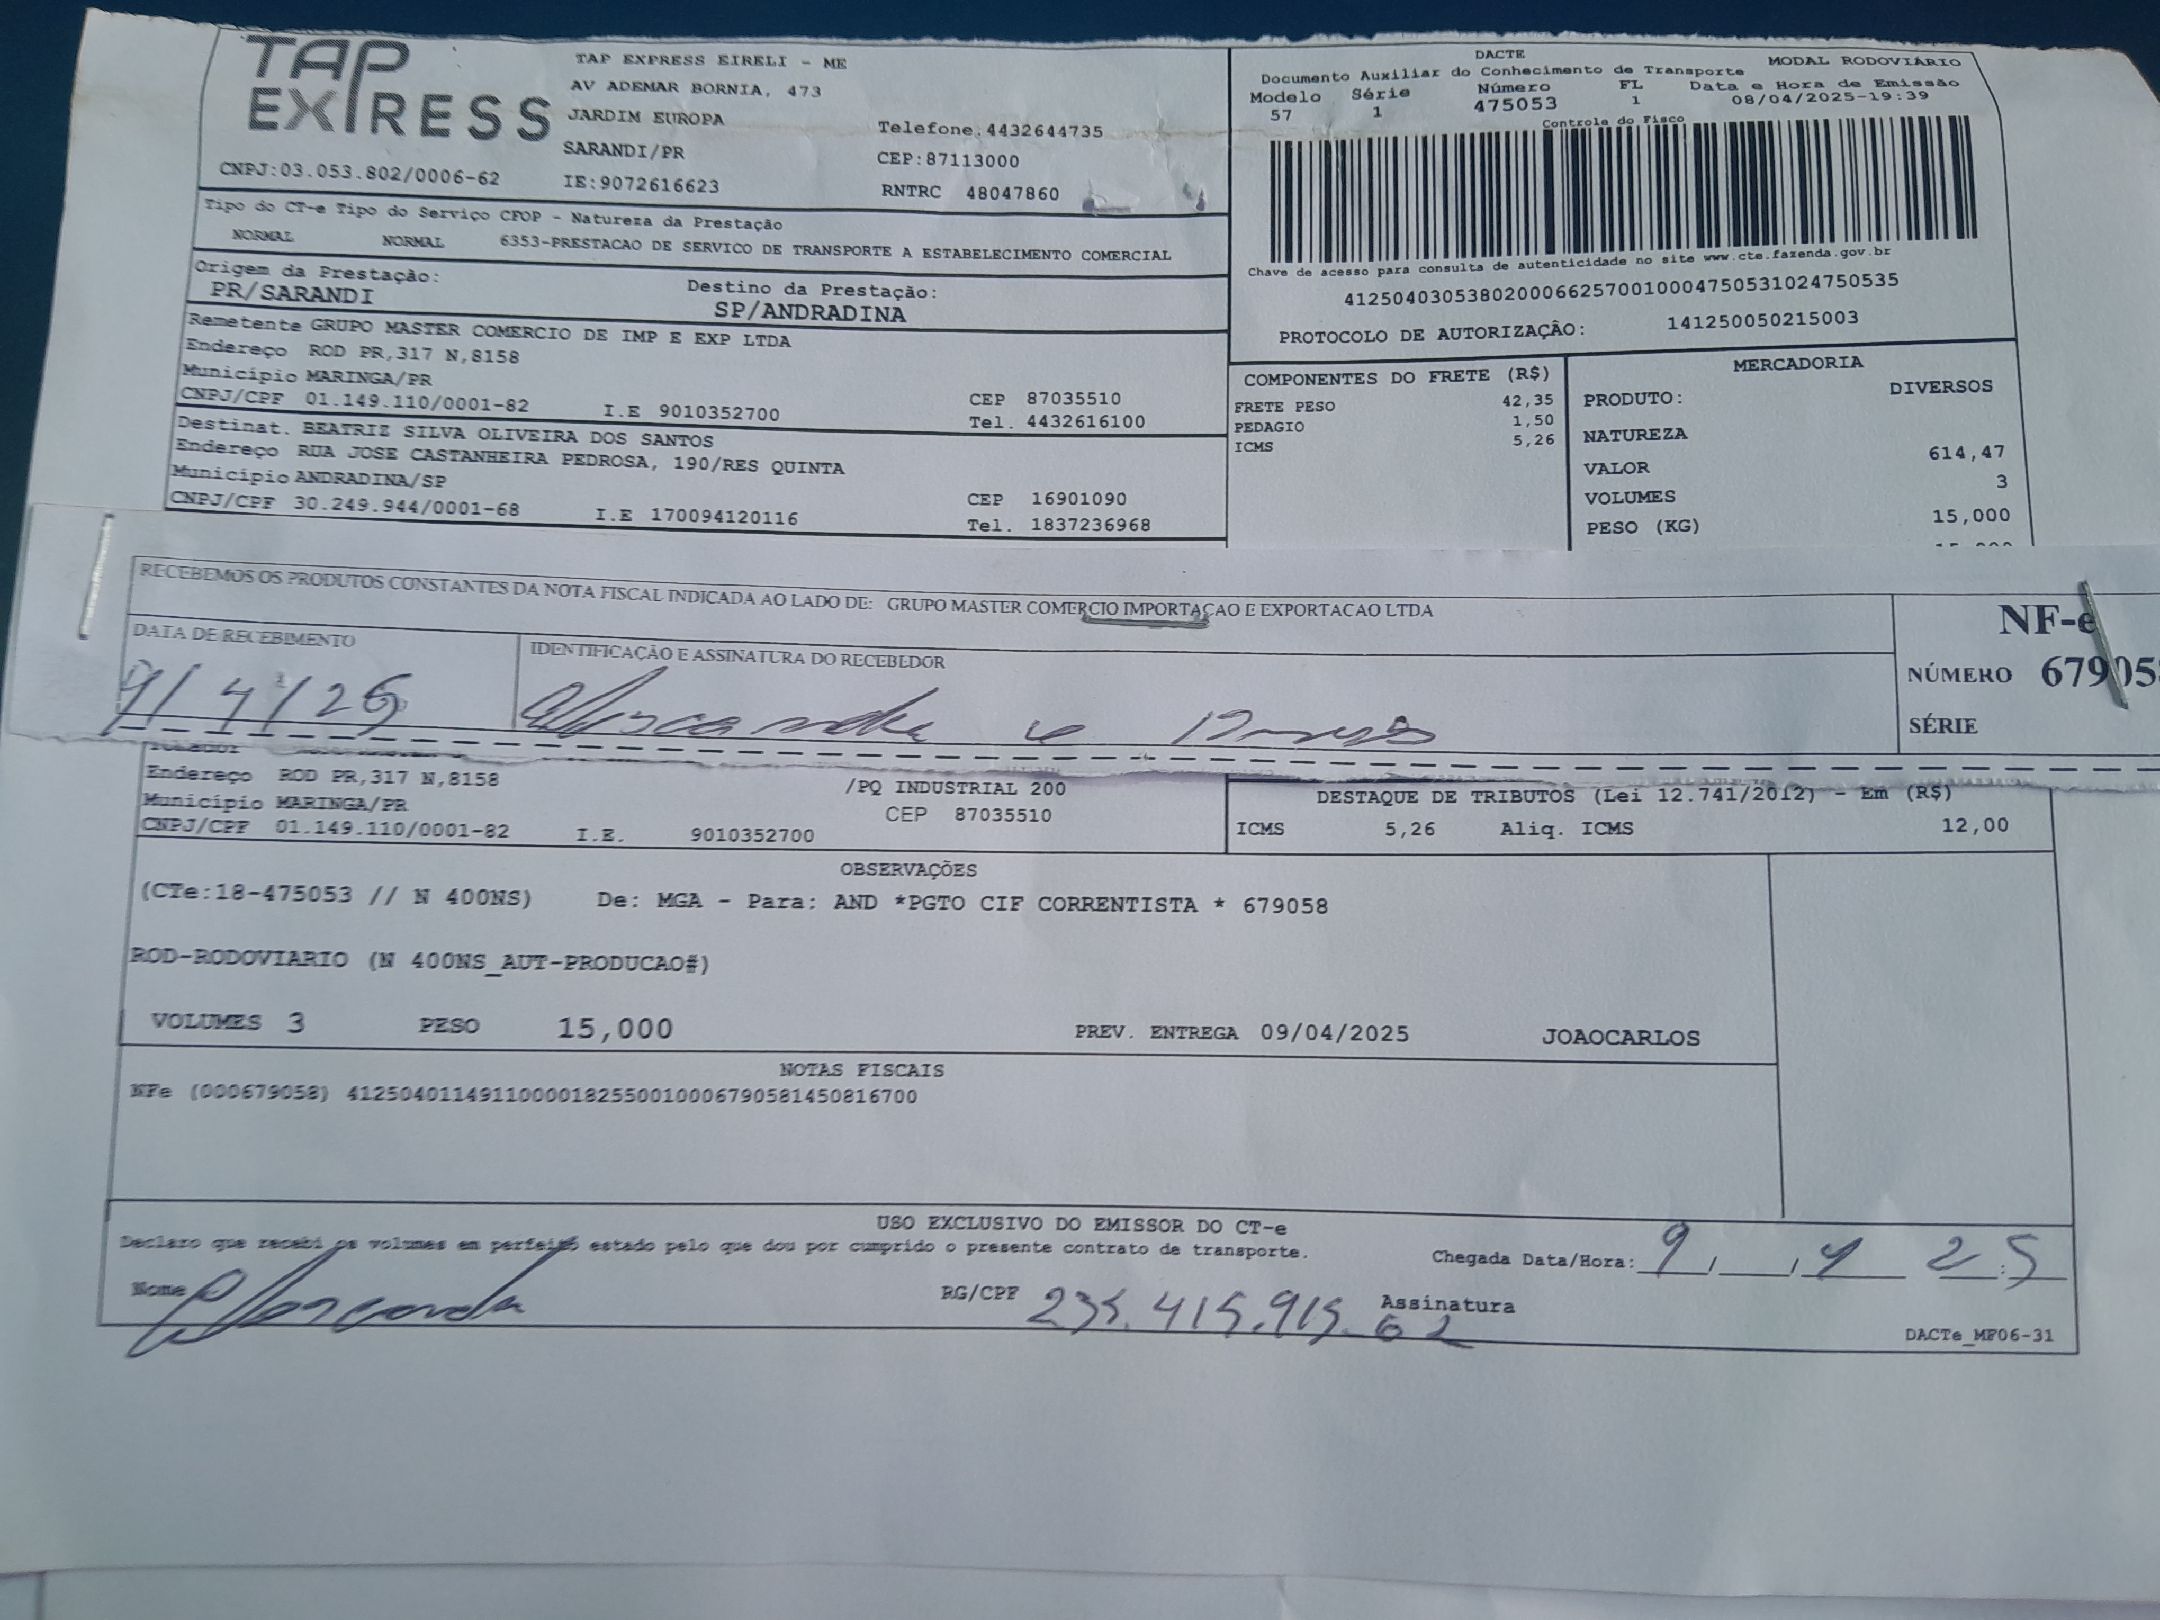 TAP EXPRESS
TAP EXPRESS EIRELI - ME
AV ADEMAR BORNIA, 473
JARDIM EUROPA Telefone.4432644735
SARANDI/PR CEP:87113000
CNPJ:03.053.802/0006-62 IE:9072616623 RNTRC 48047860
DACTE MODAL RODOVIÁRIO
Documento Auxiliar do Conhecimento de Transporte
Modelo Série Número FL Data e Hora de Emissão
57 1 475053 1 08/04/2025-19:39
Controle do Fisco
Chave de acesso para consulta de autenticidade no site www.cte.fazenda.gov.br
41250403053802000662570010004750531024750535
PROTOCOLO DE AUTORIZAÇÃO: 141250050215003
Tipo do CT-e Tipo do Serviço CFOP - Natureza da Prestação
NORMAL NORMAL 6353-PRESTACAO DE SERVICO DE TRANSPORTE A ESTABELECIMENTO COMERCIAL
Origem da Prestação: Destino da Prestação:
PR/SARANDI SP/ANDRADINA
Remetente GRUPO MASTER COMERCIO DE IMP E EXP LTDA
Endereço ROD PR,317 N,8158
Município MARINGA/PR CEP 87035510
CNPJ/CPF 01.149.110/0001-82 I.E 9010352700 Tel. 4432616100
Destinat. BEATRIZ SILVA OLIVEIRA DOS SANTOS
Endereço RUA JOSE CASTANHEIRA PEDROSA, 190/RES QUINTA
Município ANDRADINA/SP CEP 16901090
CNPJ/CPF 30.249.944/0001-68 I.E 170094120116 Tel. 1837236968
COMPONENTES DO FRETE (R$)
FRETE PESO 42,35
PEDAGIO 1,50
ICMS 5,26
MERCADORIA
PRODUTO: DIVERSOS
NATUREZA
VALOR 614,47
VOLUMES 3
PESO (KG) 15,000
RECEBEMOS OS PRODUTOS CONSTANTES DA NOTA FISCAL INDICADA AO LADO DE: GRUPO MASTER COMERCIO IMPORTAÇAO E EXPORTACAO LTDA
DATA DE RECEBIMENTO IDENTIFICAÇÃO E ASSINATURA DO RECEBEDOR
9/4/25
NF-e
NÚMERO 67905
SÉRIE
Endereço ROD PR,317 N,8158 /PQ INDUSTRIAL 200
Município MARINGA/PR CEP 87035510
CNPJ/CPF 01.149.110/0001-82 I.E. 9010352700
DESTAQUE DE TRIBUTOS (Lei 12.741/2012) - Em (R$)
ICMS 5,26 Aliq. ICMS 12,00
OBSERVAÇÕES
(CTe:18-475053 // N 400NS) De: MGA - Para: AND *PGTO CIF CORRENTISTA * 679058
ROD-RODOVIARIO (N 400NS_AUT-PRODUCAO#)
VOLUMES 3 PESO 15,000 PREV. ENTREGA 09/04/2025 JOAOCARLOS
NOTAS FISCAIS
NFe (000679058) 41250401149110000182550010006790581450816700
USO EXCLUSIVO DO EMISSOR DO CT-e
Declaro que recebi os volumes em perfeito estado pelo que dou por cumprido o presente contrato de transporte.
Chegada Data/Hora: 9 / 4 25
Nome RG/CPF 235.415.915.62 Assinatura
DACTe_MF06-31